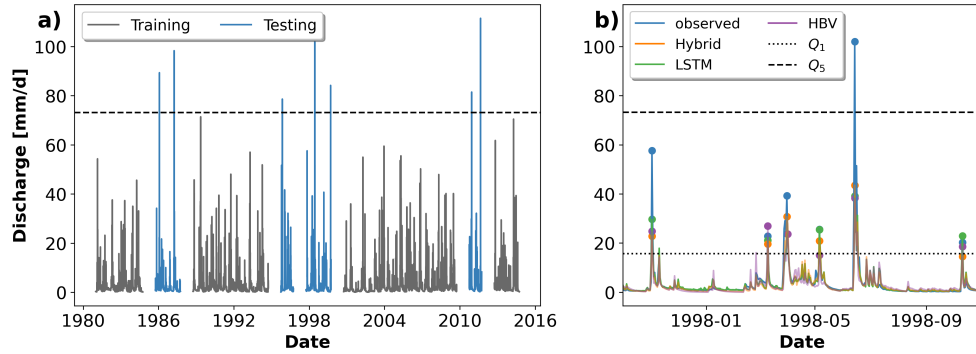 a)
Training
Testing
Discharge [mm/d]
100
80
60
40
20
0
1980
1986
1992
1998
2004
2010
2016
Date
b)
observed
Hybrid
LSTM
HBV
Q1
Q5
100
80
60
40
20
0
1998-01
1998-05
1998-09
Date